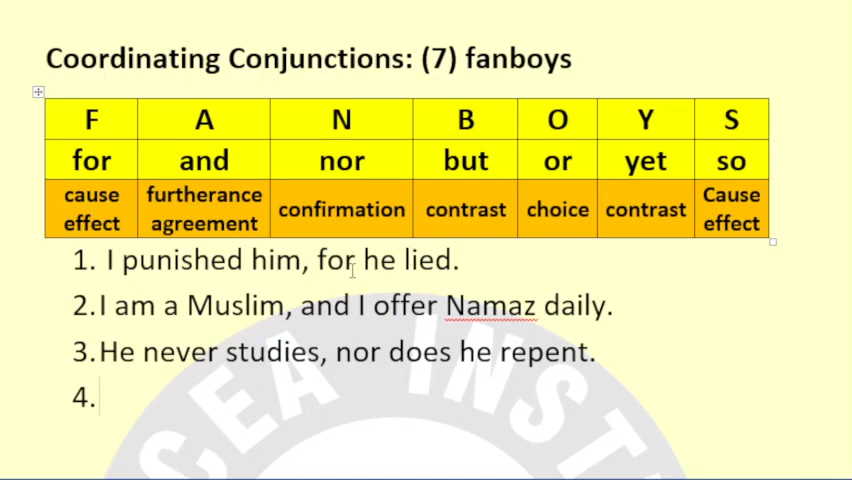 Coordinating Conjunctions: (7) fanboys
F A N B O Y S
for and nor but or yet so
cause effect furtherance agreement confirmation contrast choice contrast Cause effect
1. I punished him, for he lied.
2. I am a Muslim, and I offer Namaz daily.
3. He never studies, nor does he repent.
4.
CEA INST